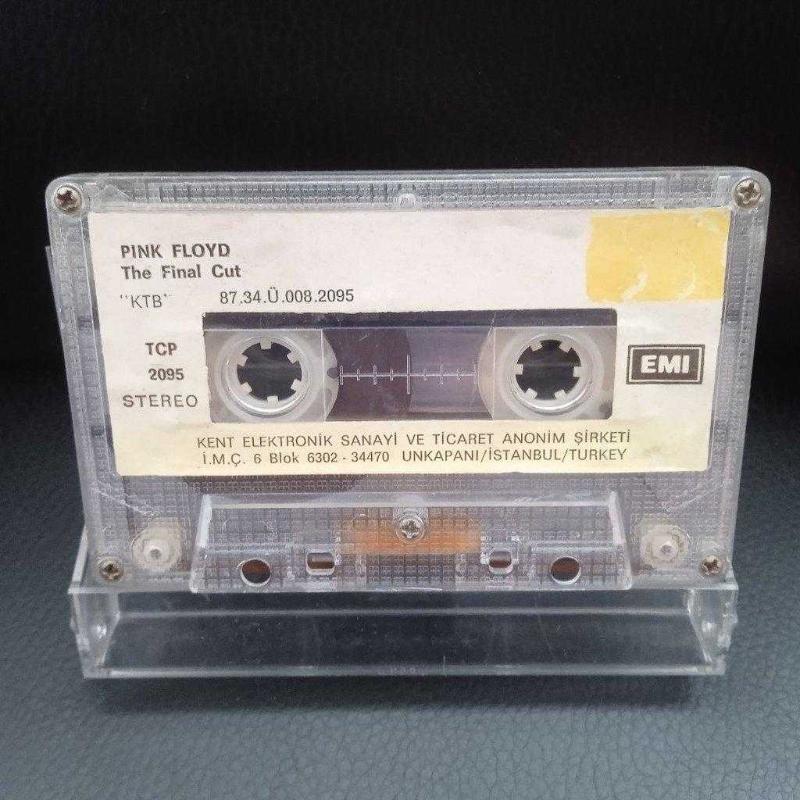 PINK FLOYD
The Final Cut
"KTB" 87.34.Ü.008.2095
TCP
2095
STEREO
EMI
KENT ELEKTRONİK SANAYİ VE TİCARET ANONİM ŞİRKETİ
İ.M.Ç. 6 Blok 6302 - 34470 UNKAPANI/İSTANBUL/TURKEY